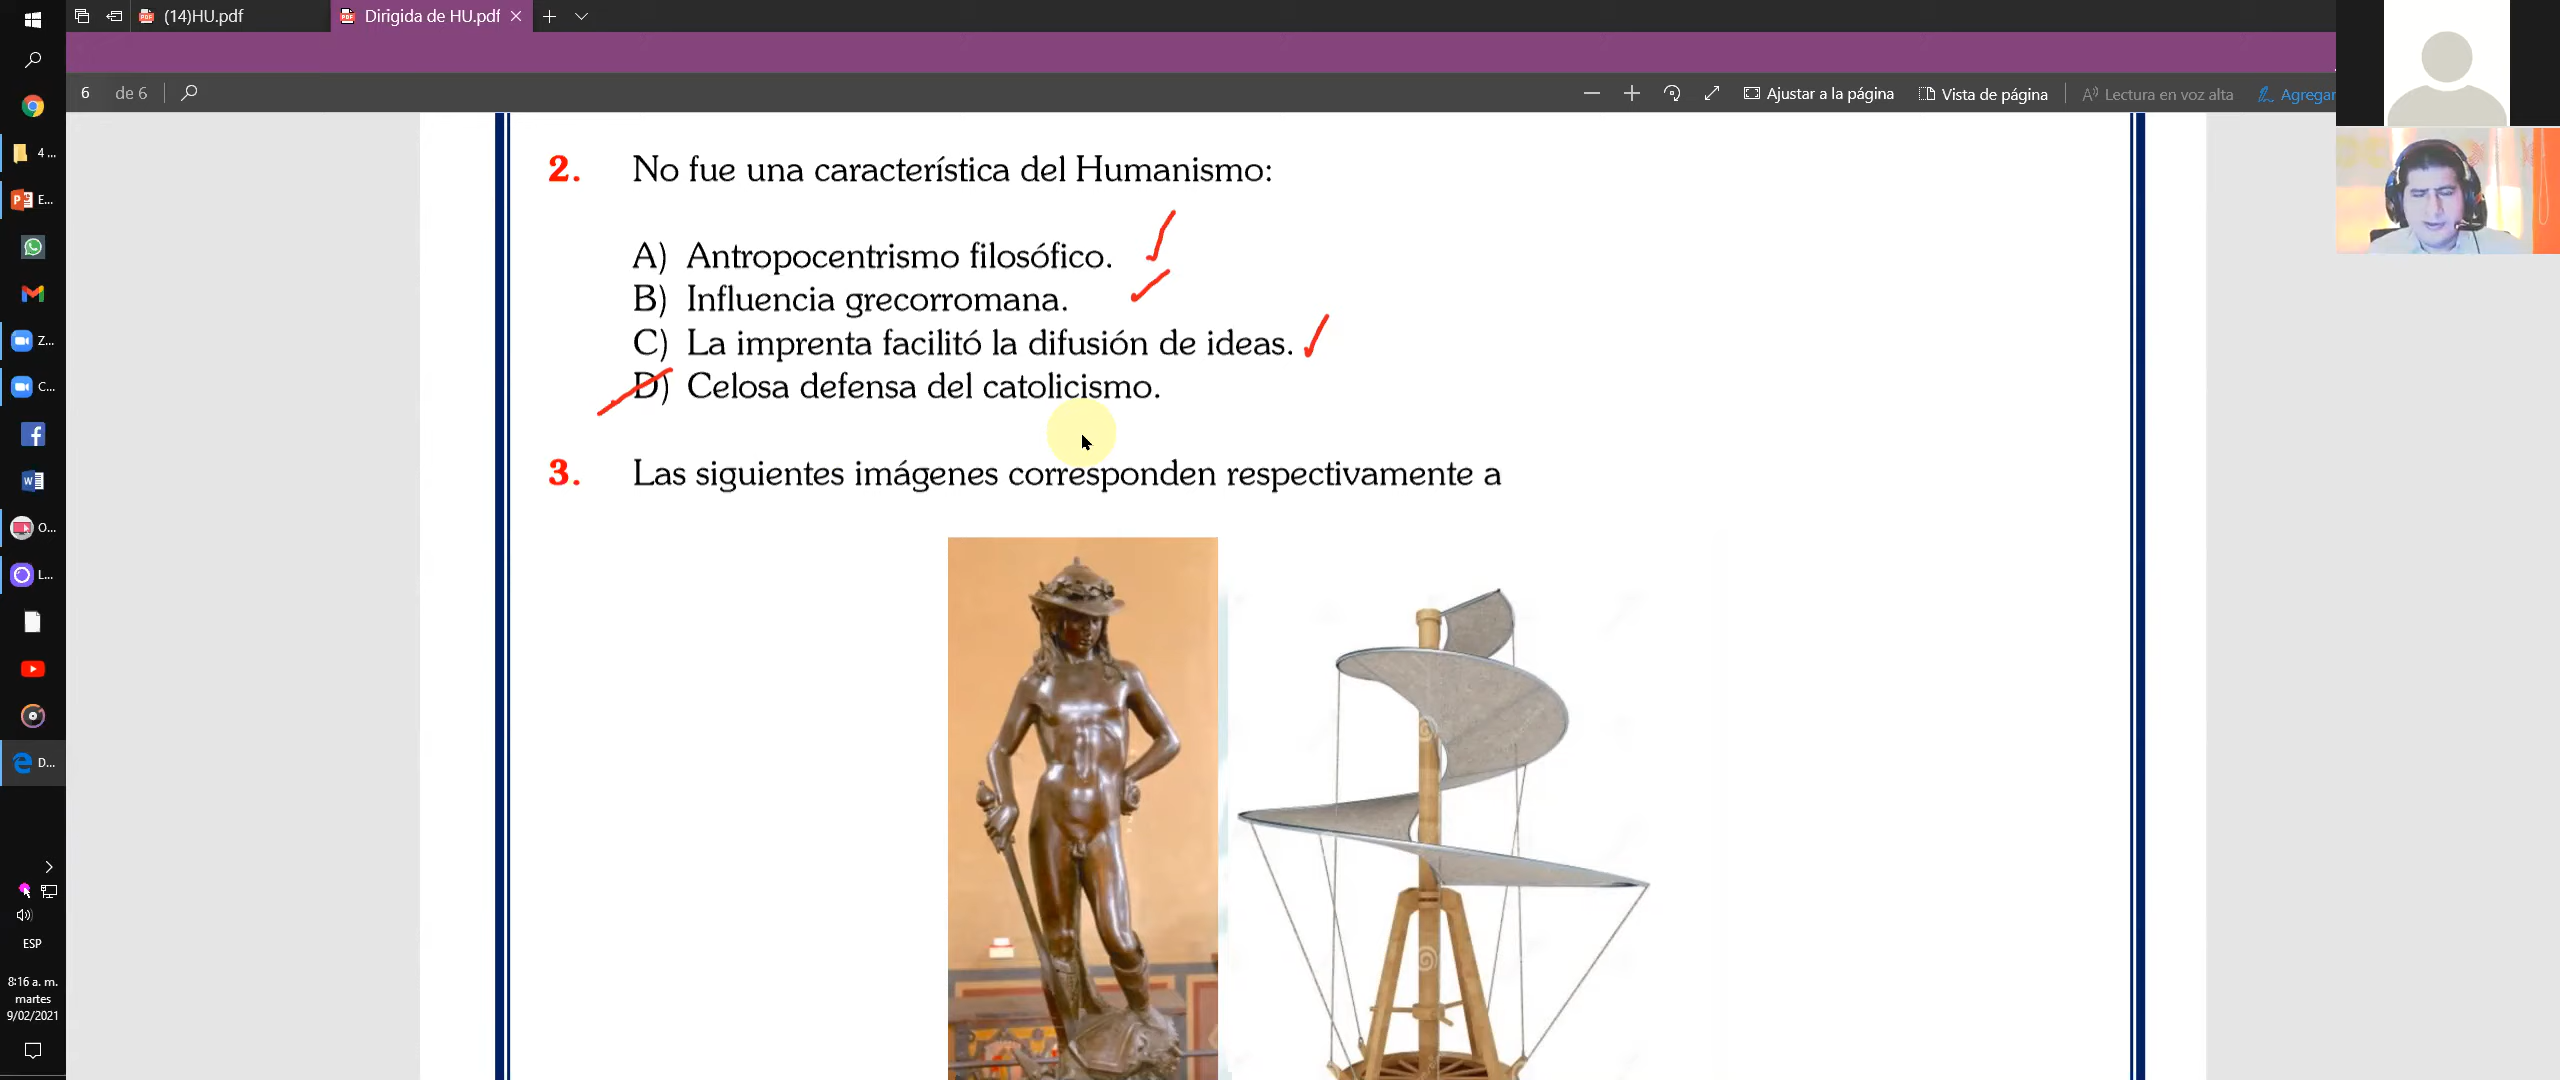 (14)HU.pdf
Dirigida de HU.pdf
6 de 6
Ajustar a la página
Vista de página
Lectura en voz alta
Agregar
2. No fue una característica del Humanismo:
A) Antropocentrismo filosófico.
B) Influencia grecorromana.
C) La imprenta facilitó la difusión de ideas.
D) Celosa defensa del catolicismo.
3. Las siguientes imágenes corresponden respectivamente a
4 ...
E...
Z...
C...
O...
L...
D...
ESP
8:16 a. m.
martes
9/02/2021